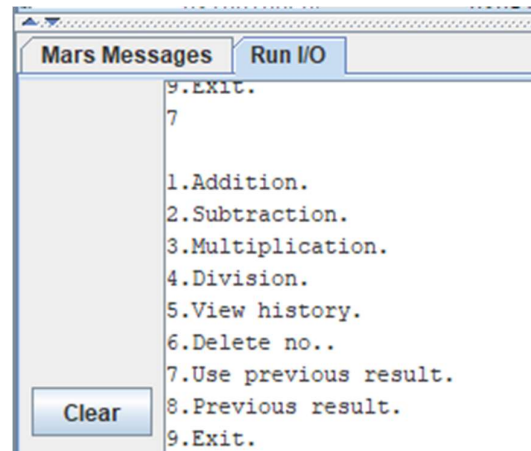 Mars Messages
Run I/O
9.Exit.
7
1.Addition.
2.Subtraction.
3.Multiplication.
4.Division.
5.View history.
6.Delete no..
7.Use previous result.
8.Previous result.
9.Exit.
Clear